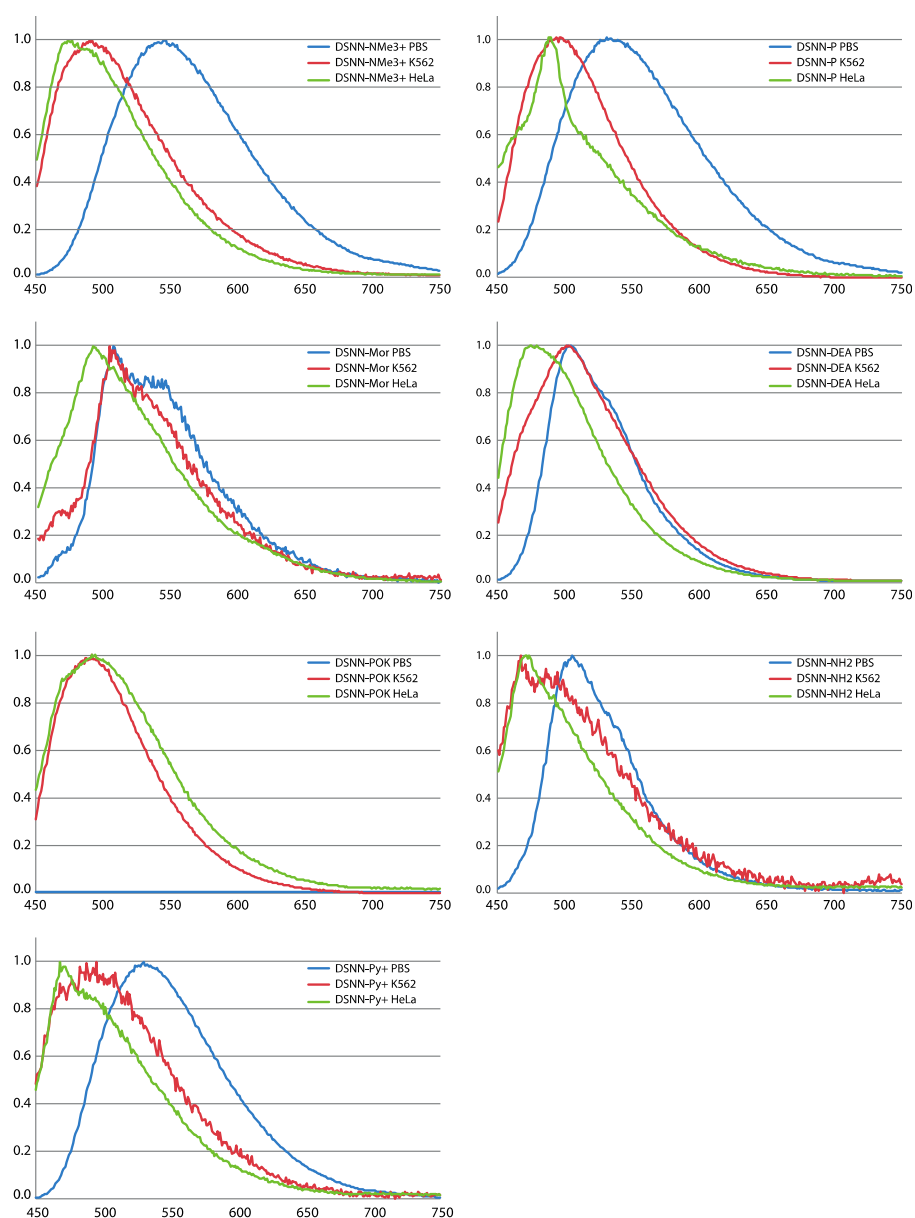 1.0
0.8
0.6
0.4
0.2
0.0
450 500 550 600 650 700 750
DSNN-NMe3+ PBS
DSNN-NMe3+ K562
DSNN-NMe3+ HeLa
1.0
0.8
0.6
0.4
0.2
0.0
450 500 550 600 650 700 750
DSNN-P PBS
DSNN-P K562
DSNN-P HeLa
1.0
0.8
0.6
0.4
0.2
0.0
450 500 550 600 650 700 750
DSNN-Mor PBS
DSNN-Mor K562
DSNN-Mor HeLa
1.0
0.8
0.6
0.4
0.2
0.0
450 500 550 600 650 700 750
DSNN-DEA PBS
DSNN-DEA K562
DSNN-DEA HeLa
1.0
0.8
0.6
0.4
0.2
0.0
450 500 550 600 650 700 750
DSNN-POK PBS
DSNN-POK K562
DSNN-POK HeLa
1.0
0.8
0.6
0.4
0.2
0.0
450 500 550 600 650 700 750
DSNN-NH2 PBS
DSNN-NH2 K562
DSNN-NH2 HeLa
1.0
0.8
0.6
0.4
0.2
0.0
450 500 550 600 650 700 750
DSNN-Py+ PBS
DSNN-Py+ K562
DSNN-Py+ HeLa